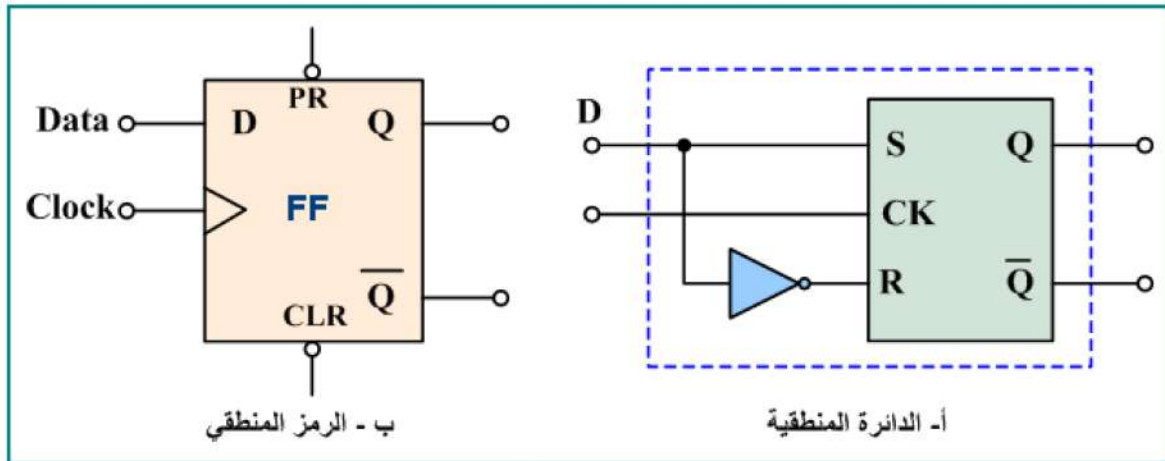 PR
Data D Q
Clock FF
Q̅
CLR
ب - الرمز المنطقي
D
S Q
CK
R Q̅
أ- الدائرة المنطقية